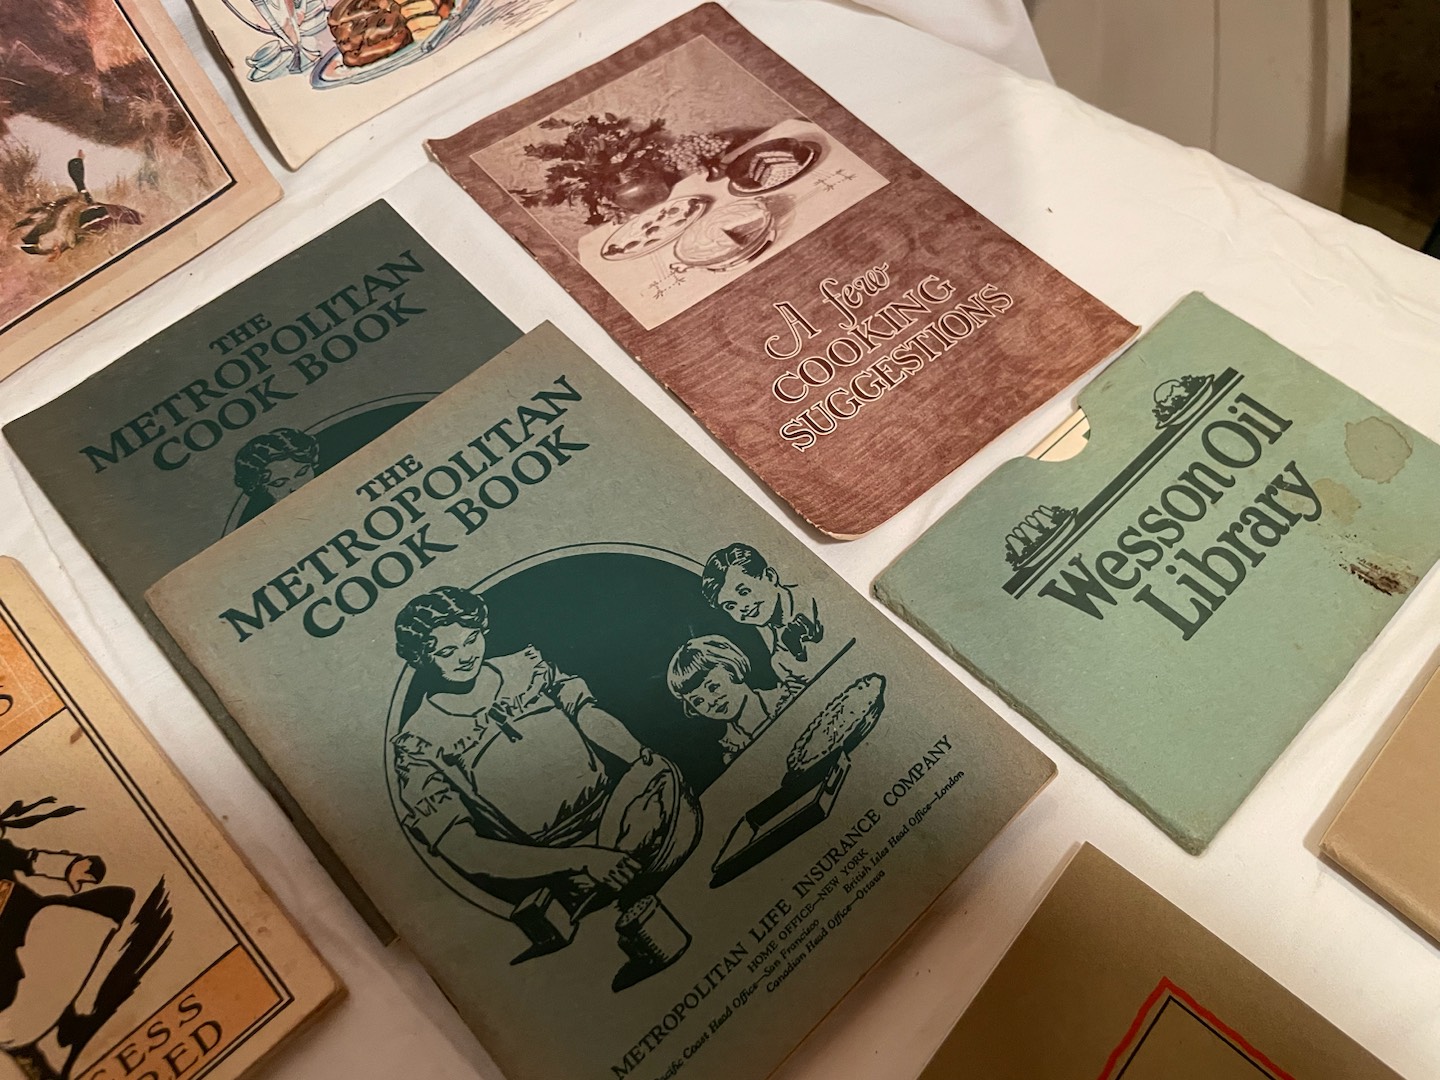 THE
METROPOLITAN
COOK BOOK
THE
METROPOLITAN
COOK BOOK
METROPOLITAN LIFE INSURANCE COMPANY
HOME OFFICE—NEW YORK
Pacific Coast Head Office—San Francisco British Isles Head Office—London
Canadian Head Office—Ottawa
A few
COOKING
SUGGESTIONS
Wesson Oil
Library